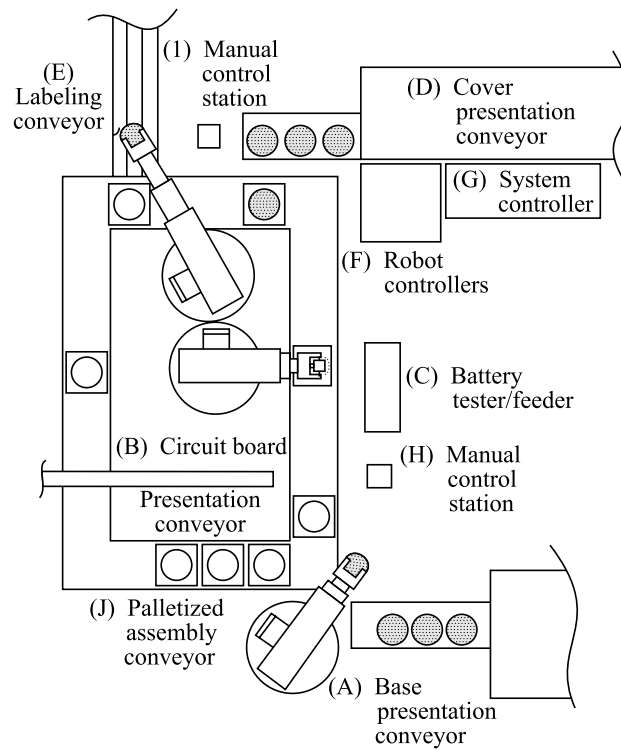 (E)
Labeling
conveyor
(1) Manual
control
station
(D) Cover
presentation
conveyor
(G) System
controller
(F) Robot
controllers
(C) Battery
tester/feeder
(B) Circuit board
Presentation
conveyor
(H) Manual
control
station
(J) Palletized
assembly
conveyor
(A) Base
presentation
conveyor